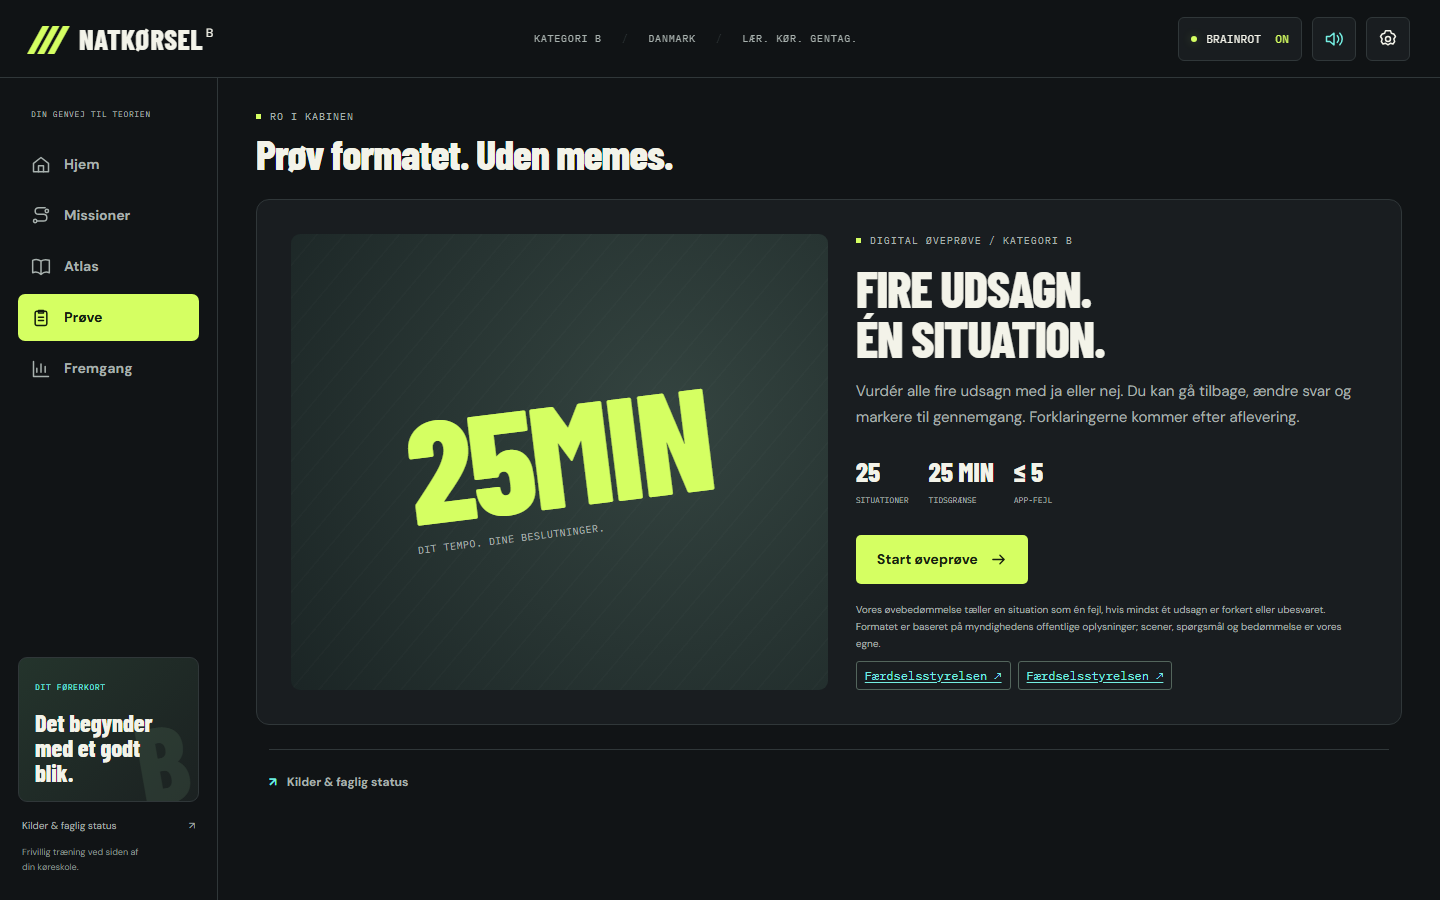 NATKØRSEL B
KATEGORI B / DANMARK / LÆR. KØR. GENTAG.
BRAINROT ON
DIN GENVEJ TIL TEORIEN
Hjem
Missioner
Atlas
Prøve
Fremgang
DIT FØRERKORT
Det begynder
med et godt
blik.
B
Kilder & faglig status ↗
Frivillig træning ved siden af
din køreskole.
RO I KABINEN
Prøv formatet. Uden memes.
25MIN
DIT TEMPO. DINE BESLUTNINGER.
DIGITAL ØVEPRØVE / KATEGORI B
FIRE UDSAGN.
ÉN SITUATION.
Vurdér alle fire udsagn med ja eller nej. Du kan gå tilbage, ændre svar og
markere til gennemgang. Forklaringerne kommer efter aflevering.
25 25 MIN ≤ 5
SITUATIONER TIDSGRÆNSE APP-FEJL
Start øveprøve →
Vores øvebedømmelse tæller en situation som én fejl, hvis mindst ét udsagn er forkert eller ubesvaret.
Formatet er baseret på myndighedens offentlige oplysninger; scener, spørgsmål og bedømmelse er vores
egne.
Færdselsstyrelsen ↗ Færdselsstyrelsen ↗
↗ Kilder & faglig status